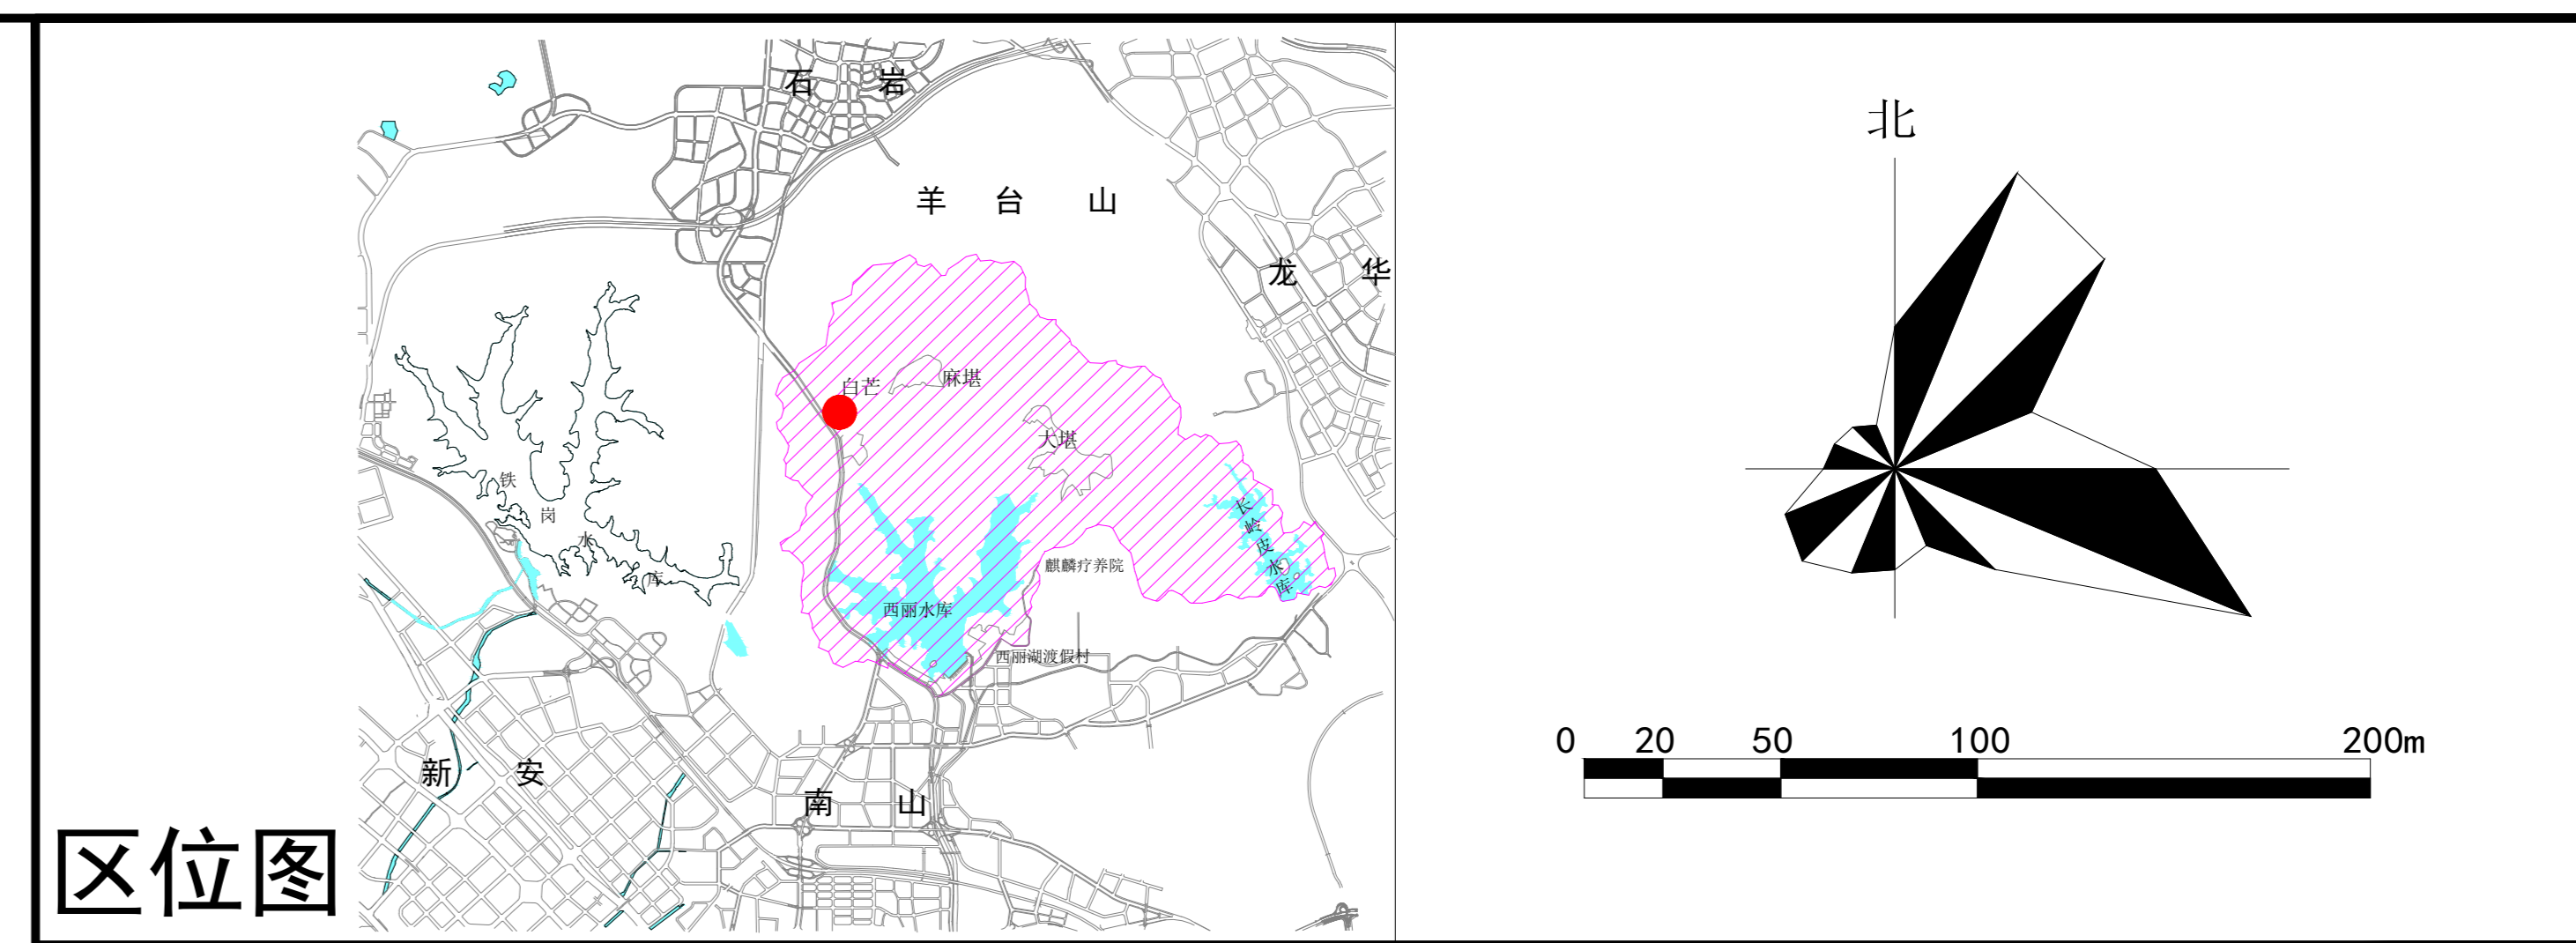 石岩
羊台山
龙华
白芒
麻堪
大堪
铁岗水库
长岭皮水库
麒麟疗养院
西丽水库
西丽湖渡假村
新安
南山
区位图
北
0 20 50 100 200m